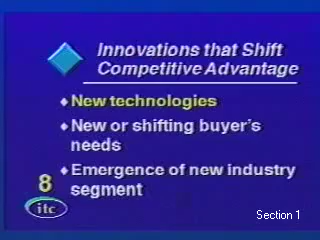 Innovations that Shift
Competitive Advantage
New technologies
New or shifting buyer's
needs
Emergence of new industry
segment
8
itc
Section 1